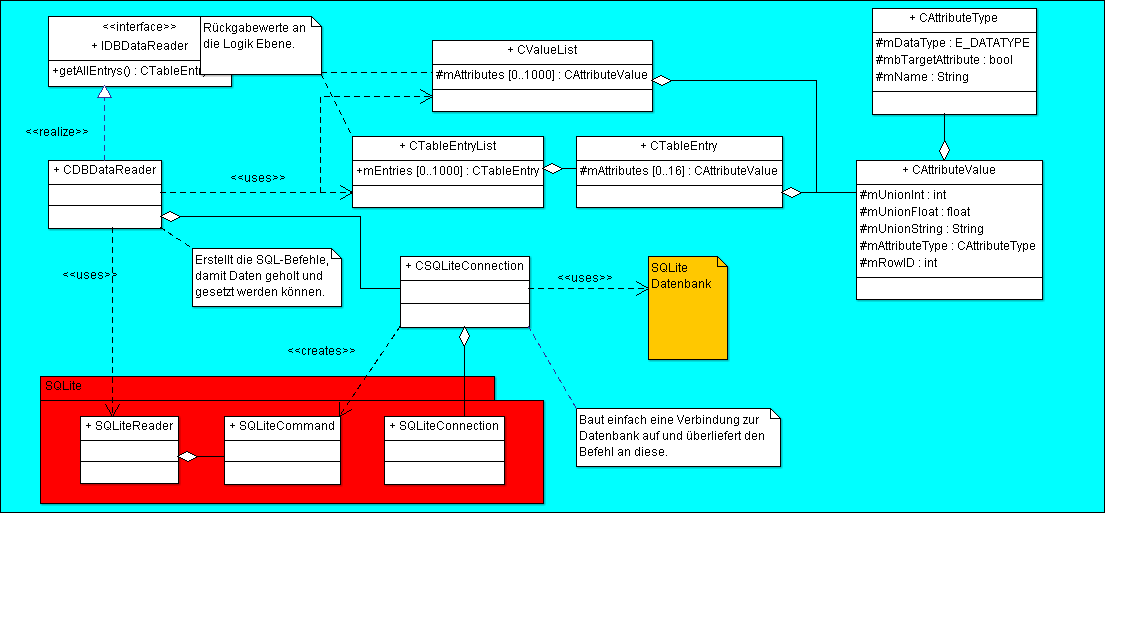 <<interface>>
+ IDBDataReader
+getAllEntrys() : CTableEntr
Rückgabewerte an
die Logik Ebene.
+ CValueList
#mAttributes [0..1000] : CAttributeValue
+ CAttributeType
#mDataType : E_DATATYPE
#mbTargetAttribute : bool
#mName : String
<<realize>>
+ CDBDataReader
<<uses>>
+ CTableEntryList
+mEntries [0..1000] : CTableEntry
+ CTableEntry
#mAttributes [0..16] : CAttributeValue
+ CAttributeValue
#mUnionInt : int
#mUnionFloat : float
#mUnionString : String
#mAttributeType : CAttributeType
#mRowID : int
<<uses>>
Erstellt die SQL-Befehle,
damit Daten geholt und
gesetzt werden können.
+ CSQLiteConnection
<<uses>>
SQLite
Datenbank
<<creates>>
SQLite
+ SQLiteReader
+ SQLiteCommand
+ SQLiteConnection
Baut einfach eine Verbindung zur
Datenbank auf und überliefert den
Befehl an diese.